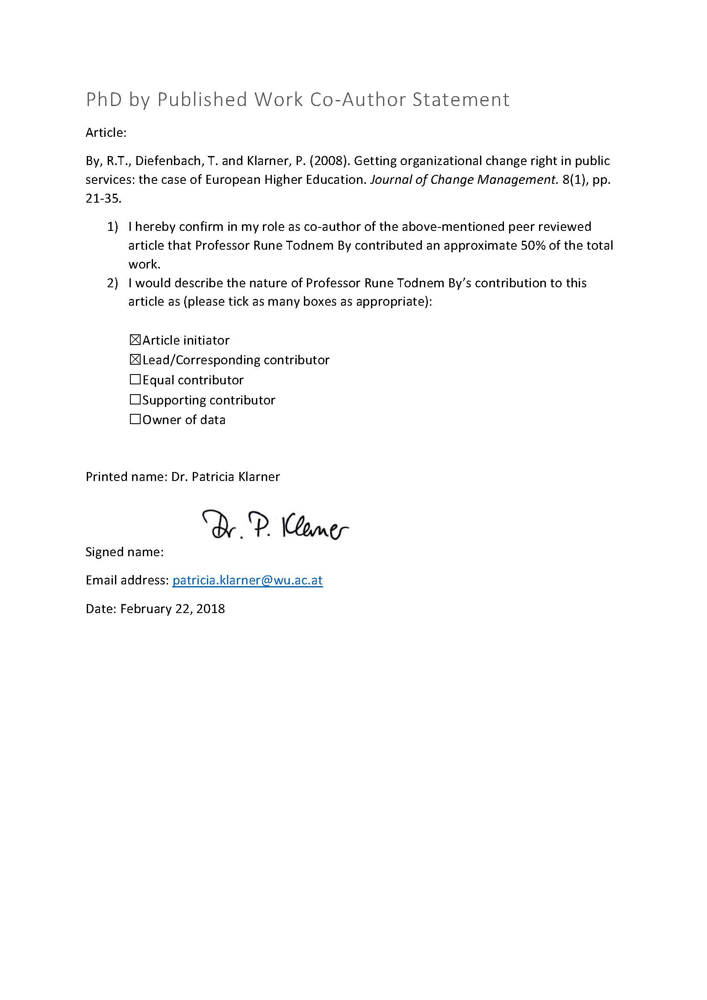 PhD by Published Work Co-Author Statement
Article:
By, R.T., Diefenbach, T. and Klarner, P. (2008). Getting organizational change right in public
services: the case of European Higher Education. Journal of Change Management. 8(1), pp.
21-35.
1) I hereby confirm in my role as co-author of the above-mentioned peer reviewed
article that Professor Rune Todnem By contributed an approximate 50% of the total
work.
2) I would describe the nature of Professor Rune Todnem By’s contribution to this
article as (please tick as many boxes as appropriate):
☒Article initiator
☒Lead/Corresponding contributor
☐Equal contributor
☐Supporting contributor
☐Owner of data
Printed name: Dr. Patricia Klarner
Dr. P. Klarner
Signed name:
Email address: patricia.klarner@wu.ac.at
Date: February 22, 2018